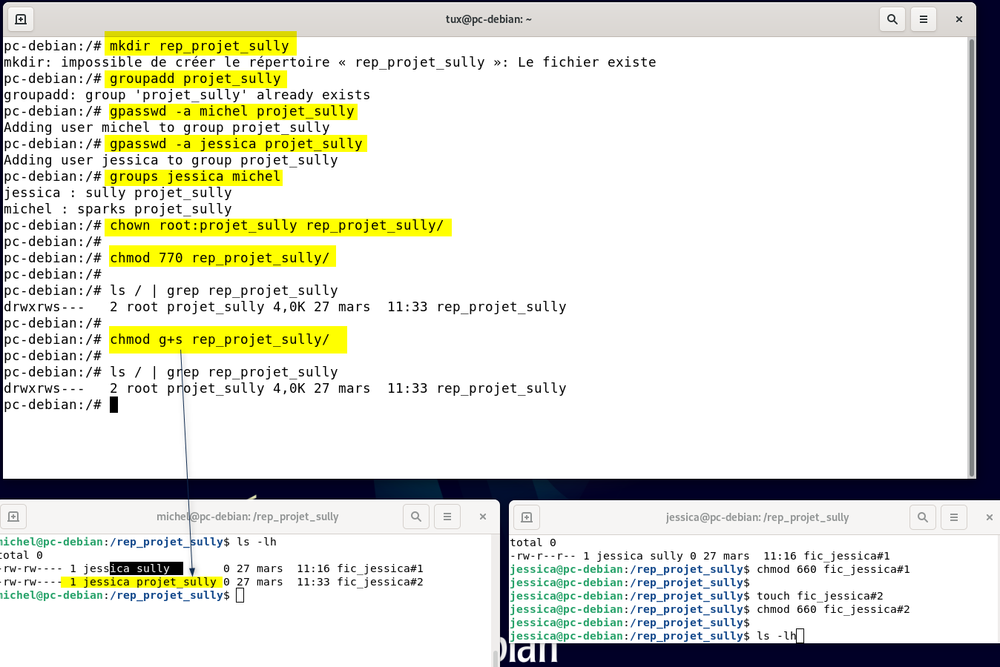 tux@pc-debian: ~
pc-debian:/# mkdir rep_projet_sully
mkdir: impossible de créer le répertoire « rep_projet_sully »: Le fichier existe
pc-debian:/# groupadd projet_sully
groupadd: group 'projet_sully' already exists
pc-debian:/# gpasswd -a michel projet_sully
Adding user michel to group projet_sully
pc-debian:/# gpasswd -a jessica projet_sully
Adding user jessica to group projet_sully
pc-debian:/# groups jessica michel
jessica : sully projet_sully
michel : sparks projet_sully
pc-debian:/# chown root:projet_sully rep_projet_sully/
pc-debian:/#
pc-debian:/# chmod 770 rep_projet_sully/
pc-debian:/#
pc-debian:/# ls / | grep rep_projet_sully
drwxrws---   2 root projet_sully 4,0K 27 mars  11:33 rep_projet_sully
pc-debian:/#
pc-debian:/# chmod g+s rep_projet_sully/
pc-debian:/#
pc-debian:/# ls / | grep rep_projet_sully
drwxrws---   2 root projet_sully 4,0K 27 mars  11:33 rep_projet_sully
pc-debian:/#
michel@pc-debian: /rep_projet_sully
michel@pc-debian:/rep_projet_sully$ ls -lh
total 0
-rw-rw---- 1 jessica sully        0 27 mars  11:16 fic_jessica#1
-rw-rw---- 1 jessica projet_sully 0 27 mars  11:33 fic_jessica#2
michel@pc-debian:/rep_projet_sully$
jessica@pc-debian: /rep_projet_sully
total 0
-rw-r--r-- 1 jessica sully 0 27 mars  11:16 fic_jessica#1
jessica@pc-debian:/rep_projet_sully$ chmod 660 fic_jessica#1
jessica@pc-debian:/rep_projet_sully$
jessica@pc-debian:/rep_projet_sully$ touch fic_jessica#2
jessica@pc-debian:/rep_projet_sully$ chmod 660 fic_jessica#2
jessica@pc-debian:/rep_projet_sully$
jessica@pc-debian:/rep_projet_sully$ ls -lh